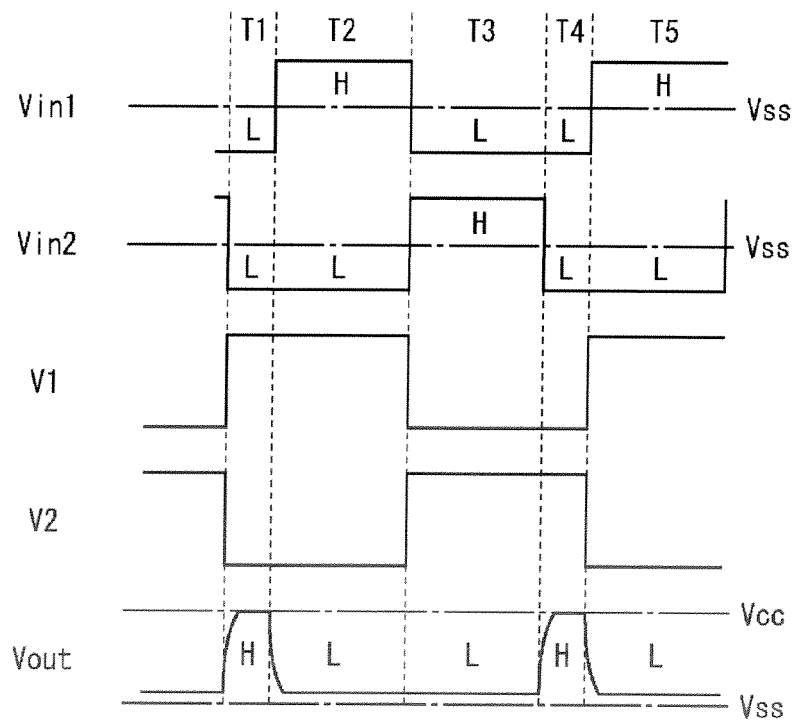 T1 T2 T3 T4 T5
Vin1 H H Vss
L L L
Vin2 H Vss
L L L L
V1
V2
Vcc
Vout H L L H L
Vss